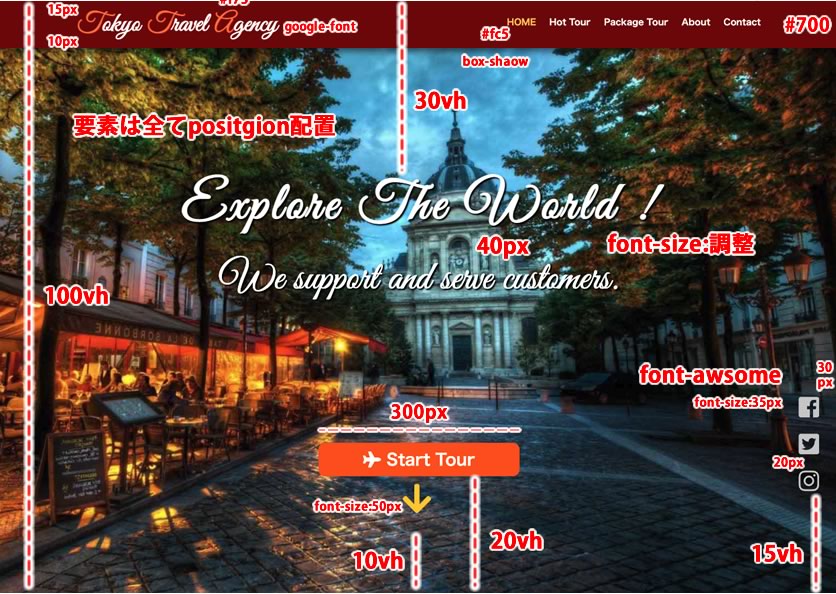 15px
Tokyo Travel Agency
google-font
10px
HOME
Hot Tour
Package Tour
About
Contact
#700
#fc5
box-shaow
30vh
要素は全てpositgion配置
Explore The World !
40px
font-size:調整
We support and serve customers.
100vh
font-awsome
30
px
font-size:35px
300px
Start Tour
20px
font-size:50px
10vh
20vh
15vh